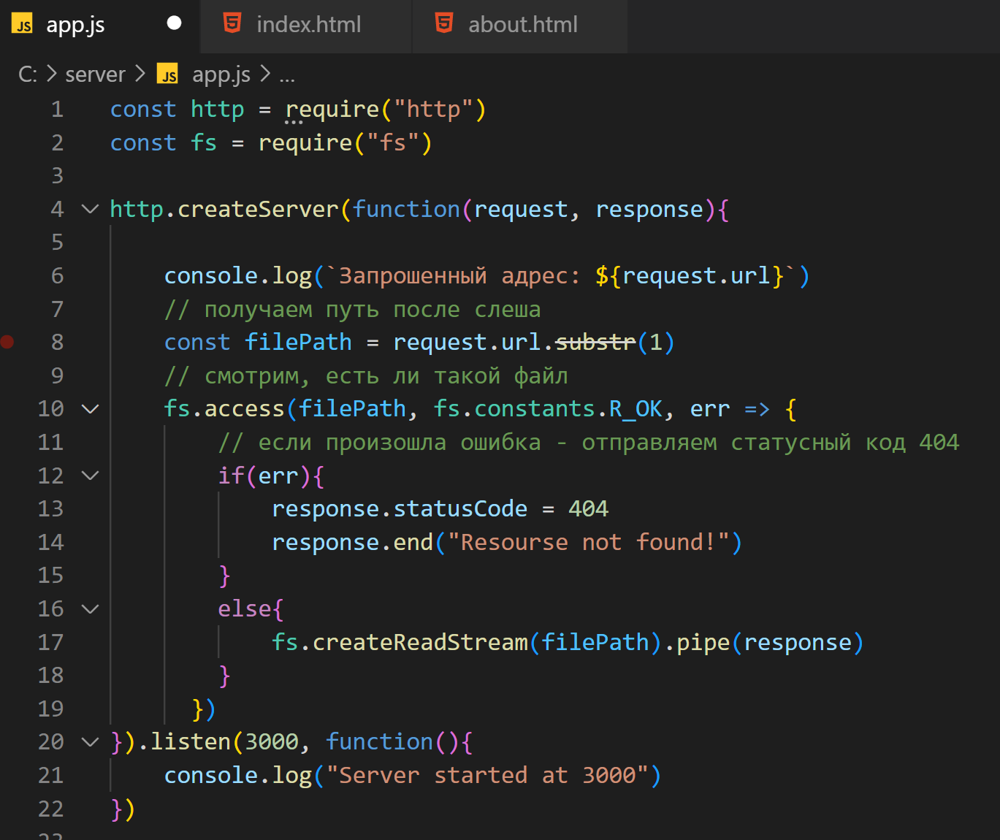 JS app.js index.html about.html
C: > server > JS app.js > ...
1 const http = require("http")
2 const fs = require("fs")
3
4 http.createServer(function(request, response){
5
6 console.log(`Запрошенный адрес: ${request.url}`)
7 // получаем путь после слеша
8 const filePath = request.url.substr(1)
9 // смотрим, есть ли такой файл
10 fs.access(filePath, fs.constants.R_OK, err => {
11 // если произошла ошибка - отправляем статусный код 404
12 if(err){
13 response.statusCode = 404
14 response.end("Resourse not found!")
15 }
16 else{
17 fs.createReadStream(filePath).pipe(response)
18 }
19 })
20 }).listen(3000, function(){
21 console.log("Server started at 3000")
22 })